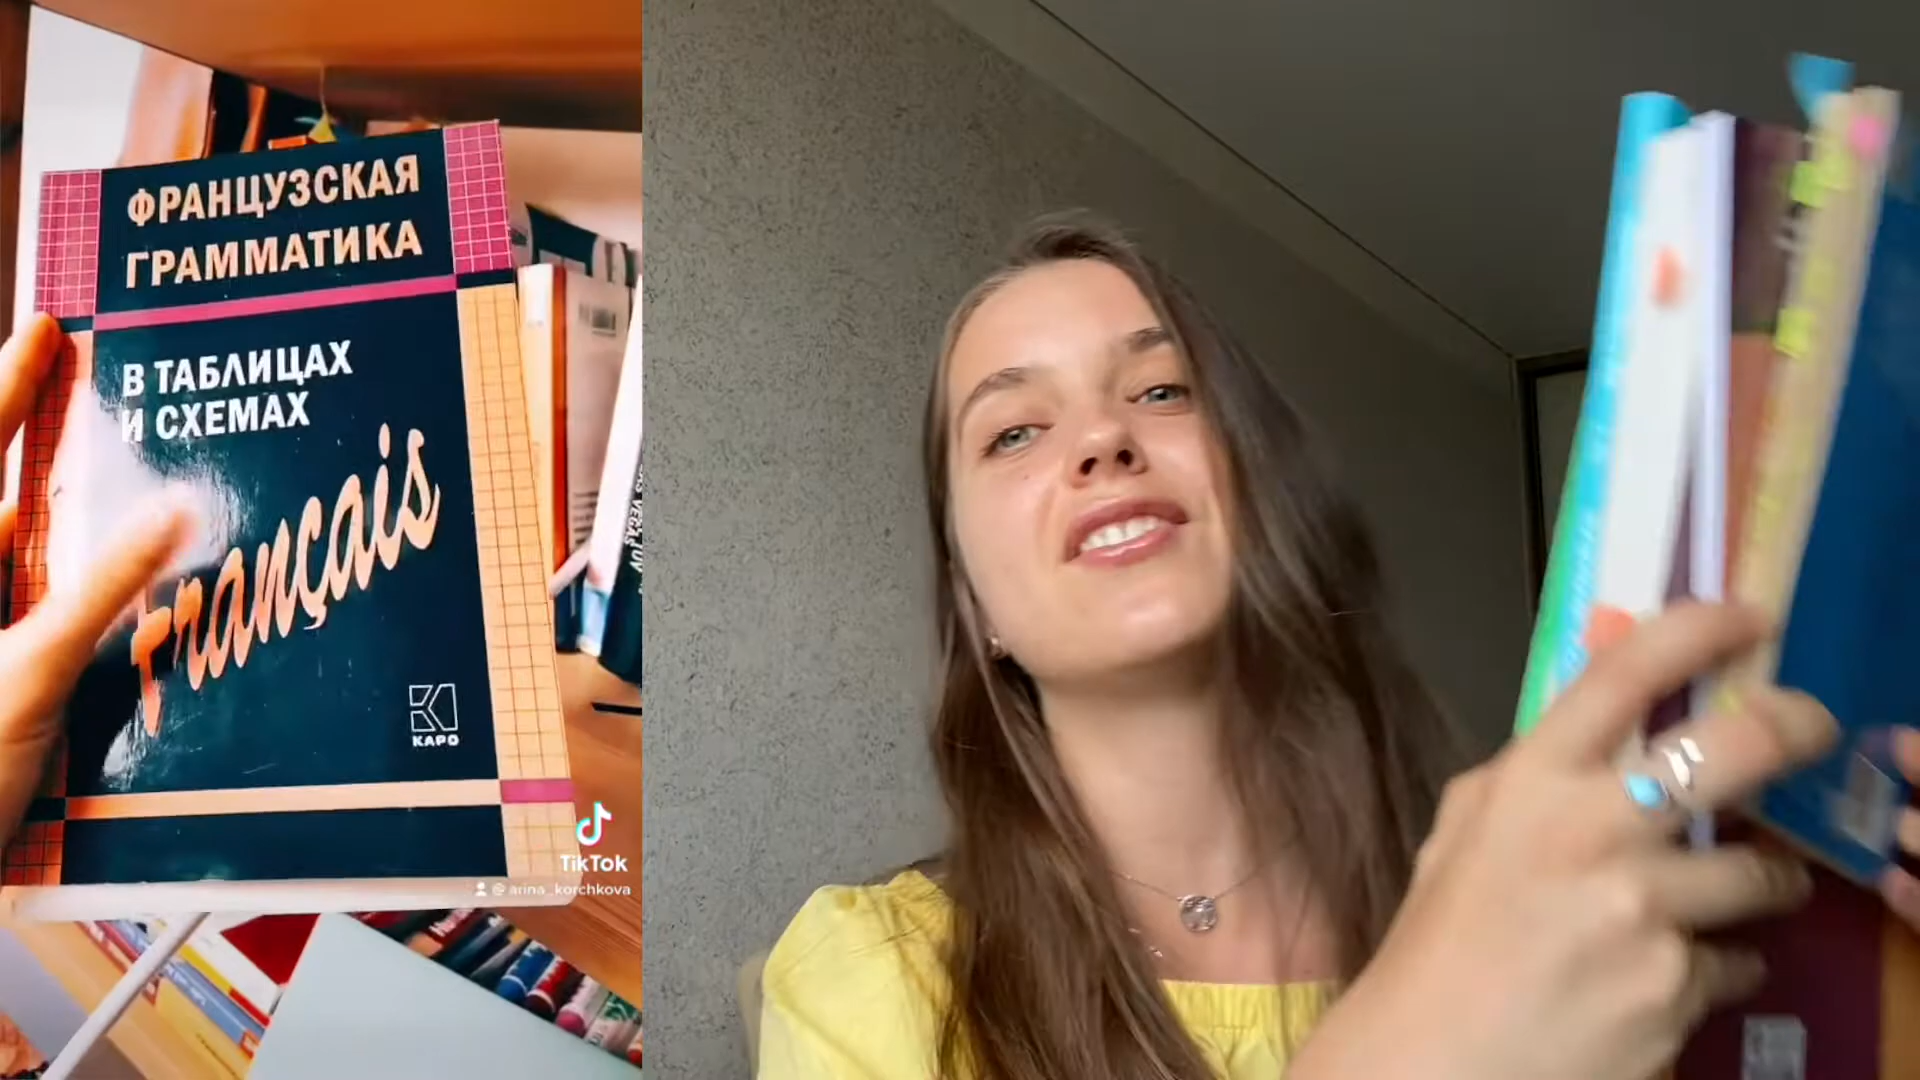 ФРАНЦУЗСКАЯ
ГРАММАТИКА
В ТАБЛИЦАХ
И СХЕМАХ
Français
КАРО
TikTok
@arina_korchkova